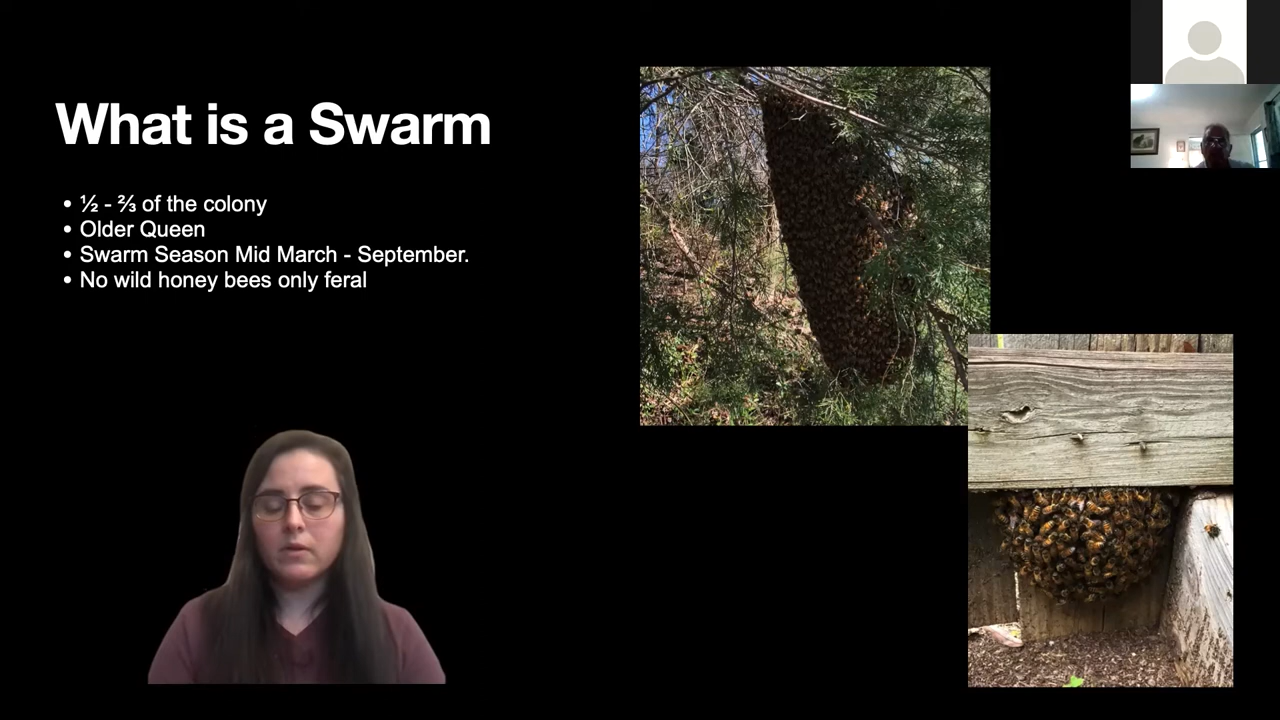 What is a Swarm
• ½ - ⅔ of the colony
• Older Queen
• Swarm Season Mid March - September.
• No wild honey bees only feral